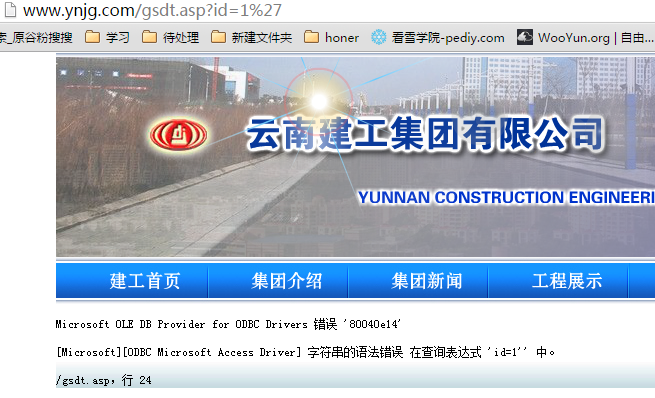 www.ynjg.com/gsdt.asp?id=1%27
素_原谷粉搜搜 学习 待处理 新建文件夹 honer 看雪学院-pediy.com WooYun.org | 自由...
云南建工集团有限公司
YUNNAN CONSTRUCTION ENGINEERI
建工首页 集团介绍 集团新闻 工程展示
Microsoft OLE DB Provider for ODBC Drivers 错误 '80040e14'
[Microsoft][ODBC Microsoft Access Driver] 字符串的语法错误 在查询表达式 'id=1'' 中。
/gsdt.asp，行 24